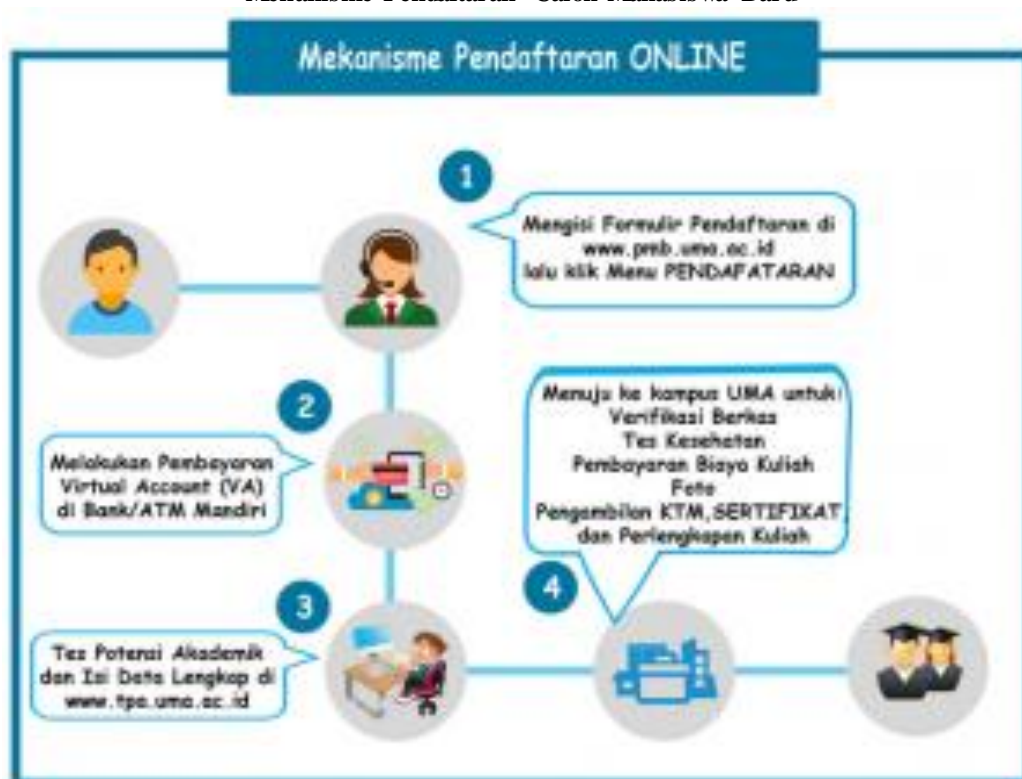 Mekanisme Pendaftaran Calon Mahasiswa Baru
Mekanisme Pendaftaran ONLINE
1
Mengisi Formulir Pendaftaran di
www.pmb.uma.ac.id
lalu klik Menu PENDAFATARAN
2
Melakukan Pembayaran
Virtual Account (VA)
di Bank/ATM Mandiri
3
Tes Potensi Akademik
dan Isi Data Lengkap di
www.tpa.uma.ac.id
4
Menuju ke kampus UMA untuk:
Verifikasi Berkas
Tes Kesehatan
Pembayaran Biaya Kuliah
Foto
Pengambilan KTM,SERTIFIKAT,
dan Perlengkapan Kuliah